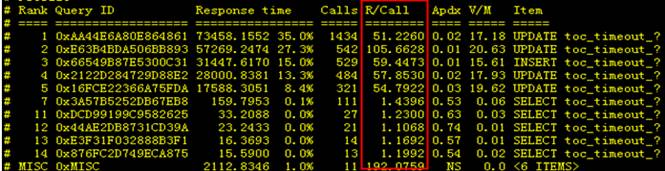 # Rank Query ID           Response time    Calls R/Call   Apdx V/M   Item
# ==== ================== ================ ===== ======== ==== ===== =====
#    1 0xAA44E6A80E864861 73458.1552 35.0%  1434  51.2260 0.02 17.18 UPDATE toc_timeout_?
#    2 0xE63B4BDA506BB893 57269.2474 27.3%   542 105.6628 0.01 20.63 UPDATE toc_timeout_?
#    3 0x66549B87E5300C31 31447.6170 15.0%   529  59.4473 0.01 15.61 INSERT toc_timeout_?
#    4 0x2122D284729D88E2 28000.8381 13.3%   484  57.8530 0.02 17.93 UPDATE toc_timeout_?
#    5 0x16FCE22366A75FDA 17588.3051  8.4%   321  54.7922 0.03 19.62 UPDATE toc_timeout_?
#    7 0x3A57B5252DB67EB8   159.7953  0.1%   111   1.4396 0.53  0.06 SELECT toc_timeout_?
#   11 0xDCD99199C9582625    33.2088  0.0%    27   1.2300 0.63  0.03 SELECT toc_timeout_?
#   12 0x44AE2DB8731CD39A    23.2433  0.0%    21   1.1068 0.74  0.01 SELECT toc_timeout_?
#   13 0xE3F31F032888B3F1    16.3693  0.0%    14   1.1692 0.57  0.01 SELECT toc_timeout_?
#   14 0x876FC2D749ECA875    15.5900  0.0%    13   1.1992 0.54  0.02 SELECT toc_timeout_?
# MISC 0xMISC              2112.8346  1.0%    11 192.0759   NS   0.0 <6 ITEMS>